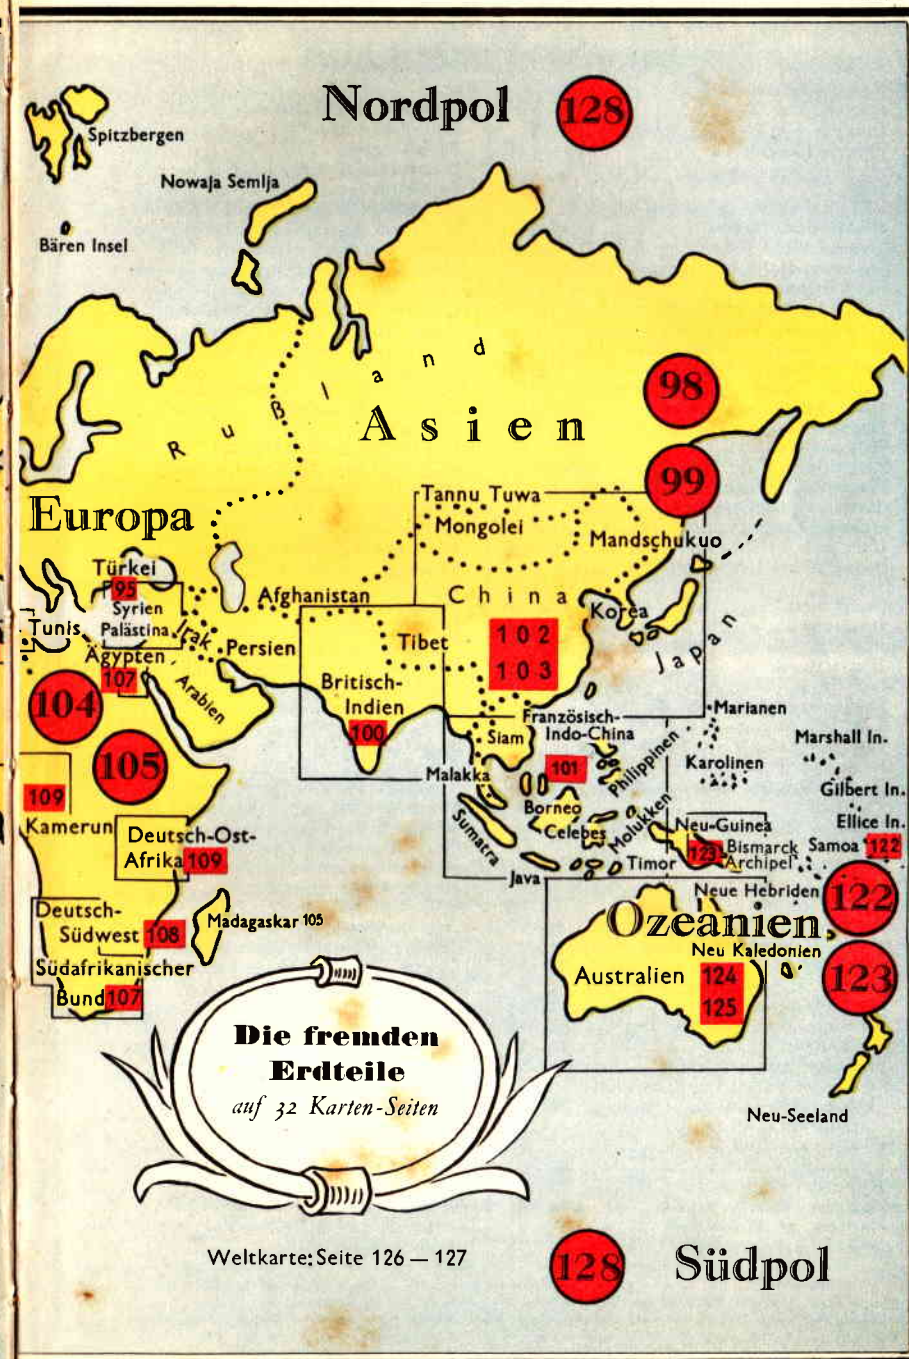 Nordpol 128
Spitzbergen
Nowaja Semlja
Bären Insel
Rußland
98
Asien
99
Europa
Tannu Tuwa
Mongolei
Mandschukuo
Türkei
95
Syrien
Palästina
Tunis
Irak
Afghanistan
China
Korea
Japan
Persien
Tibet
102
103
Ägypten
107
Arabien
Britisch-
Indien
100
104
105
Französisch-
Indo-China
Siam
Marianen
Marshall In.
Philippinen
Karolinen
101
Malakka
Gilbert In.
109
Kamerun
Borneo
Celebes
Molukken
Sumatra
Neu-Guinea
Ellice In.
Deutsch-Ost-
Afrika 109
123
Bismarck
Archipel
Samoa 122
Timor
Java
Neue Hebriden
122
Deutsch-
Südwest 108
Madagaskar 105
Ozeanien
Neu Kaledonien
Südafrikanischer
Bund 107
Australien
124
125
123
Die fremden
Erdteile
auf 32 Karten-Seiten
Neu-Seeland
Weltkarte: Seite 126 — 127
128 Südpol